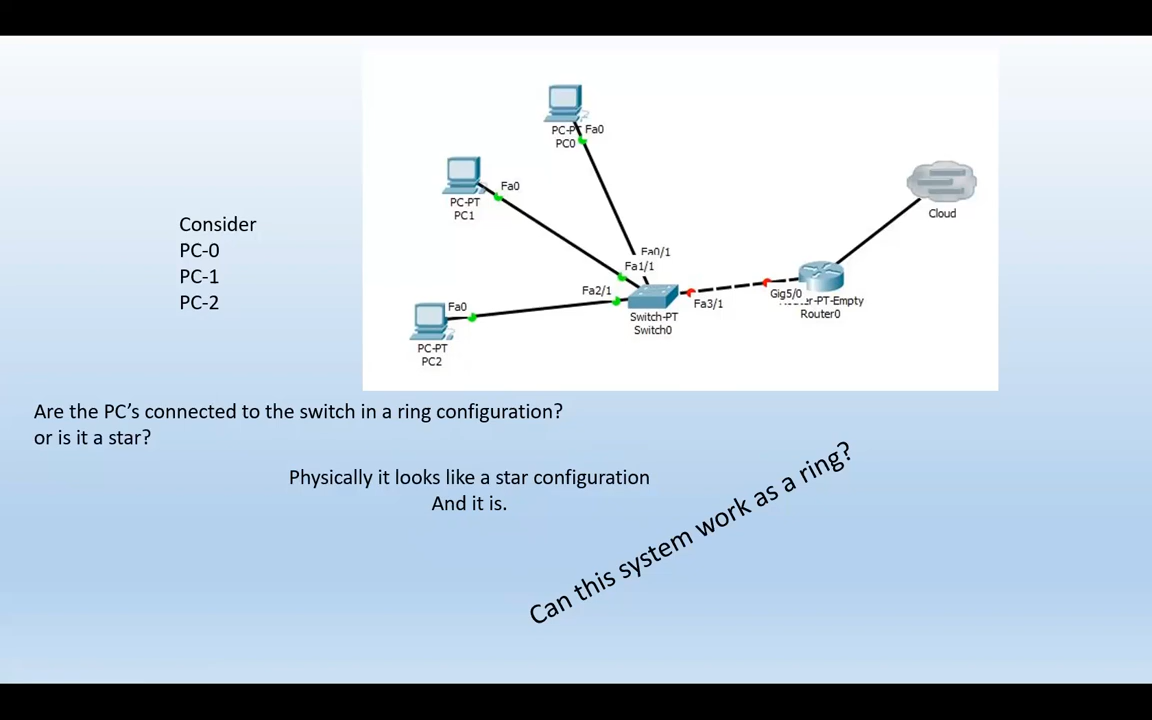 PC-PT Fa0
PC0
Fa0
PC-PT
PC1
Consider
PC-0
PC-1
PC-2
Cloud
Fa0/1
Fa1/1
Fa2/1
Fa3/1
Gig5/0
-PT-Empty
Router0
Switch-PT
Switch0
Fa0
PC-PT
PC2
Are the PC’s connected to the switch in a ring configuration?
or is it a star?
Physically it looks like a star configuration
And it is.
Can this system work as a ring?